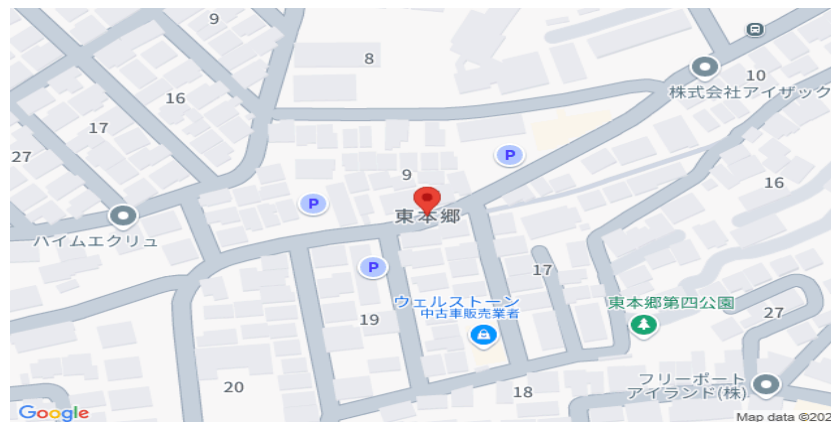 9
8
10
株式会社アイザック
16
17
27
9
P
P
16
東本郷
ハイムエクリュ
P
17
ウェルストーン
中古車販売業者
東本郷第四公園
19
27
フリーポート
アイランド(株)
20
18
Google
Map data ©202